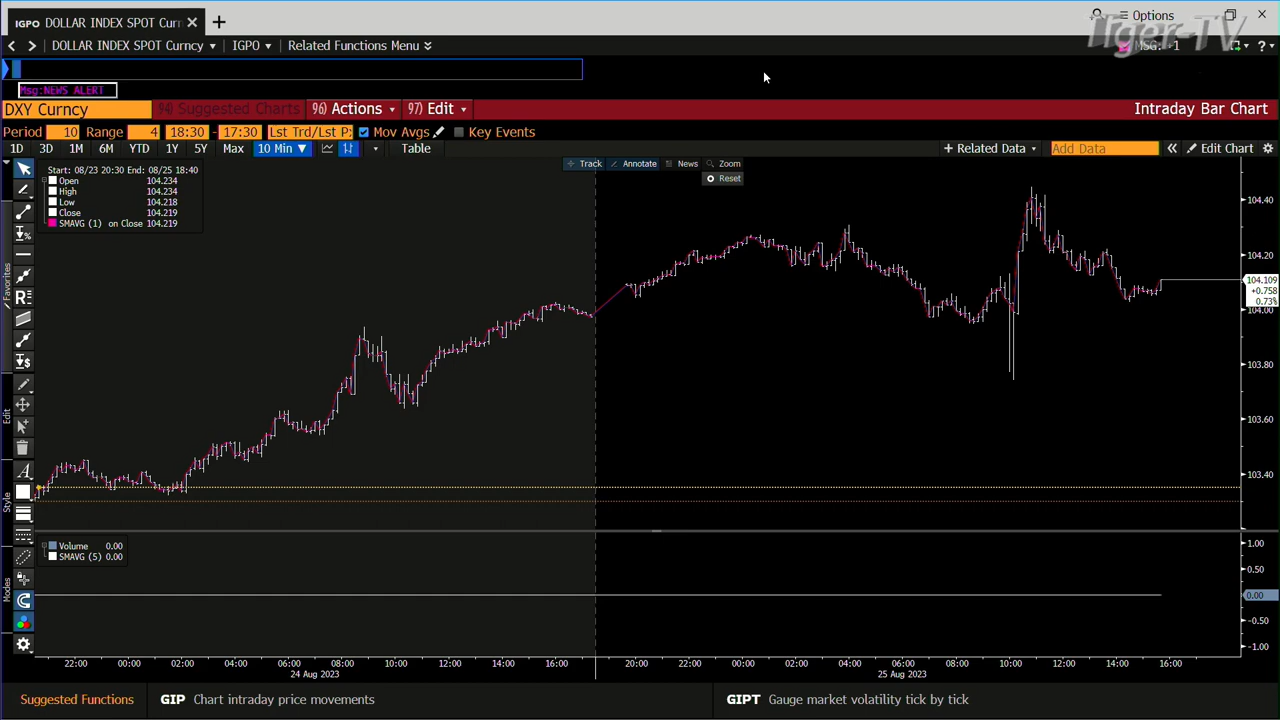 IGPO DOLLAR INDEX SPOT Curr
Options
Tiger-TV
DOLLAR INDEX SPOT Curncy IGPO Related Functions Menu
MSG: +1
Msg:NEWS ALERT
DXY Curncy 94) Suggested Charts 96) Actions 97) Edit Intraday Bar Chart
Period 10 Range 4 18:30 - 17:30 Lst Trd/Lst P; Mov Avgs Key Events
1D 3D 1M 6M YTD 1Y 5Y Max 10 Min Table + Related Data Add Data Edit Chart
Track Annotate News Zoom
Reset
Start: 08/23 20:30 End: 08/25 18:40
Open 104.234
High 104.234
Low 104.218
Close 104.219
SMAVG (1) on Close 104.219
Favorites
Edit
Style
Modes
104.40
104.20
104.109
+0.758
0.73%
104.00
103.80
103.60
103.40
Volume 0.00
SMAVG (5) 0.00
1.00
0.50
0.00
-0.50
-1.00
22:00 00:00 02:00 04:00 06:00 08:00 10:00 12:00 14:00 16:00 20:00 22:00 00:00 02:00 04:00 06:00 08:00 10:00 12:00 14:00 16:00
24 Aug 2023 25 Aug 2023
Suggested Functions GIP Chart intraday price movements GIPT Gauge market volatility tick by tick